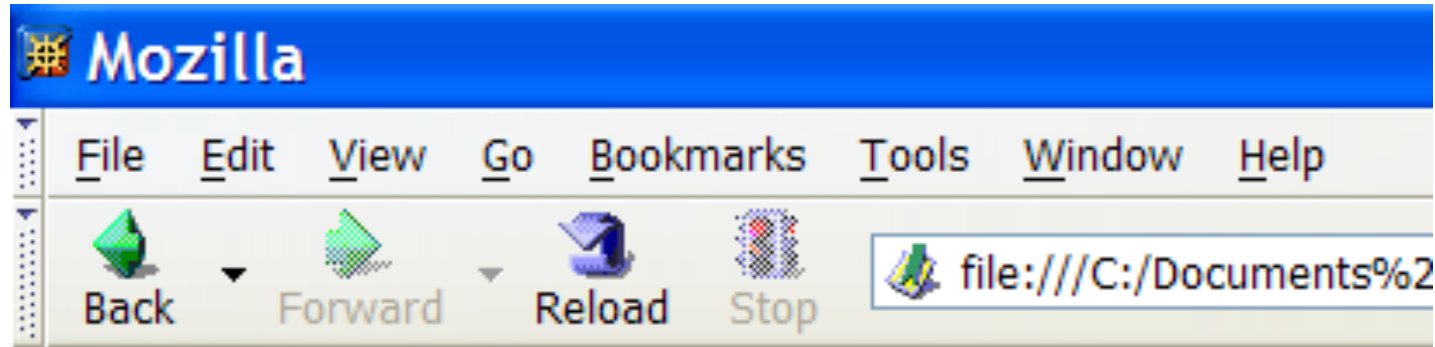 Mozilla
File Edit View Go Bookmarks Tools Window Help
Back Forward Reload Stop file:///C:/Documents%2